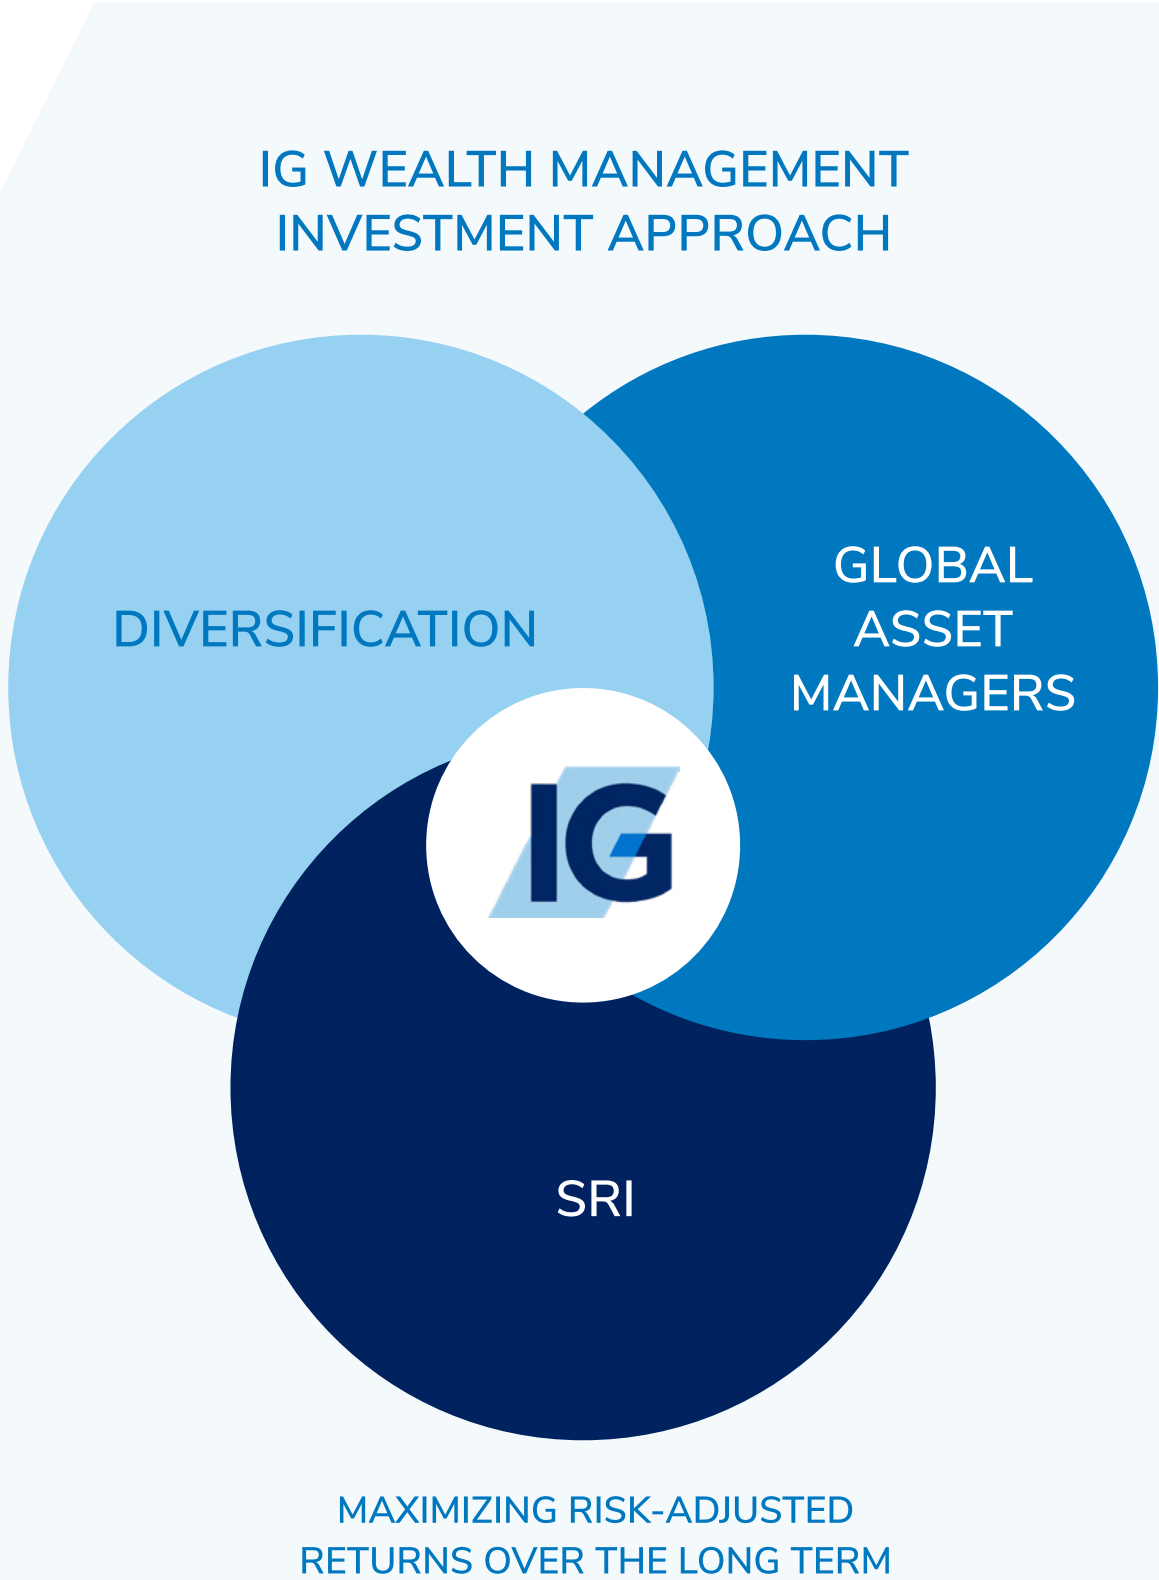 IG WEALTH MANAGEMENT
INVESTMENT APPROACH
DIVERSIFICATION
GLOBAL
ASSET
MANAGERS
IG
SRI
MAXIMIZING RISK-ADJUSTED
RETURNS OVER THE LONG TERM